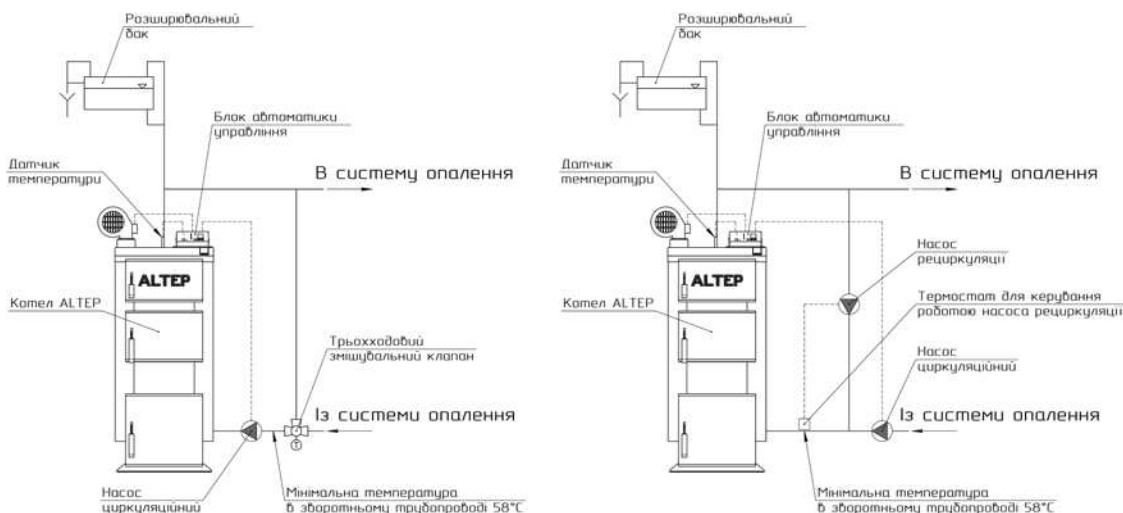 Розширювальний
бак
Блок автоматики
управління
Датчик
температури
В систему опалення
ALTEP
Котел ALTEP
Трьохходовий
змішувальний клапан
Із системи опалення
T
Насос
циркуляційний
Мінімальна температура
в зворотньому трубопроводі 58°C
Розширювальний
бак
Блок автоматики
управління
Датчик
температури
В систему опалення
Насос
рециркуляції
ALTEP
Котел ALTEP
Термостат для керування
роботою насоса рециркуляції
Насос
циркуляційний
Із системи опалення
Мінімальна температура
в зворотньому трубопроводі 58°C